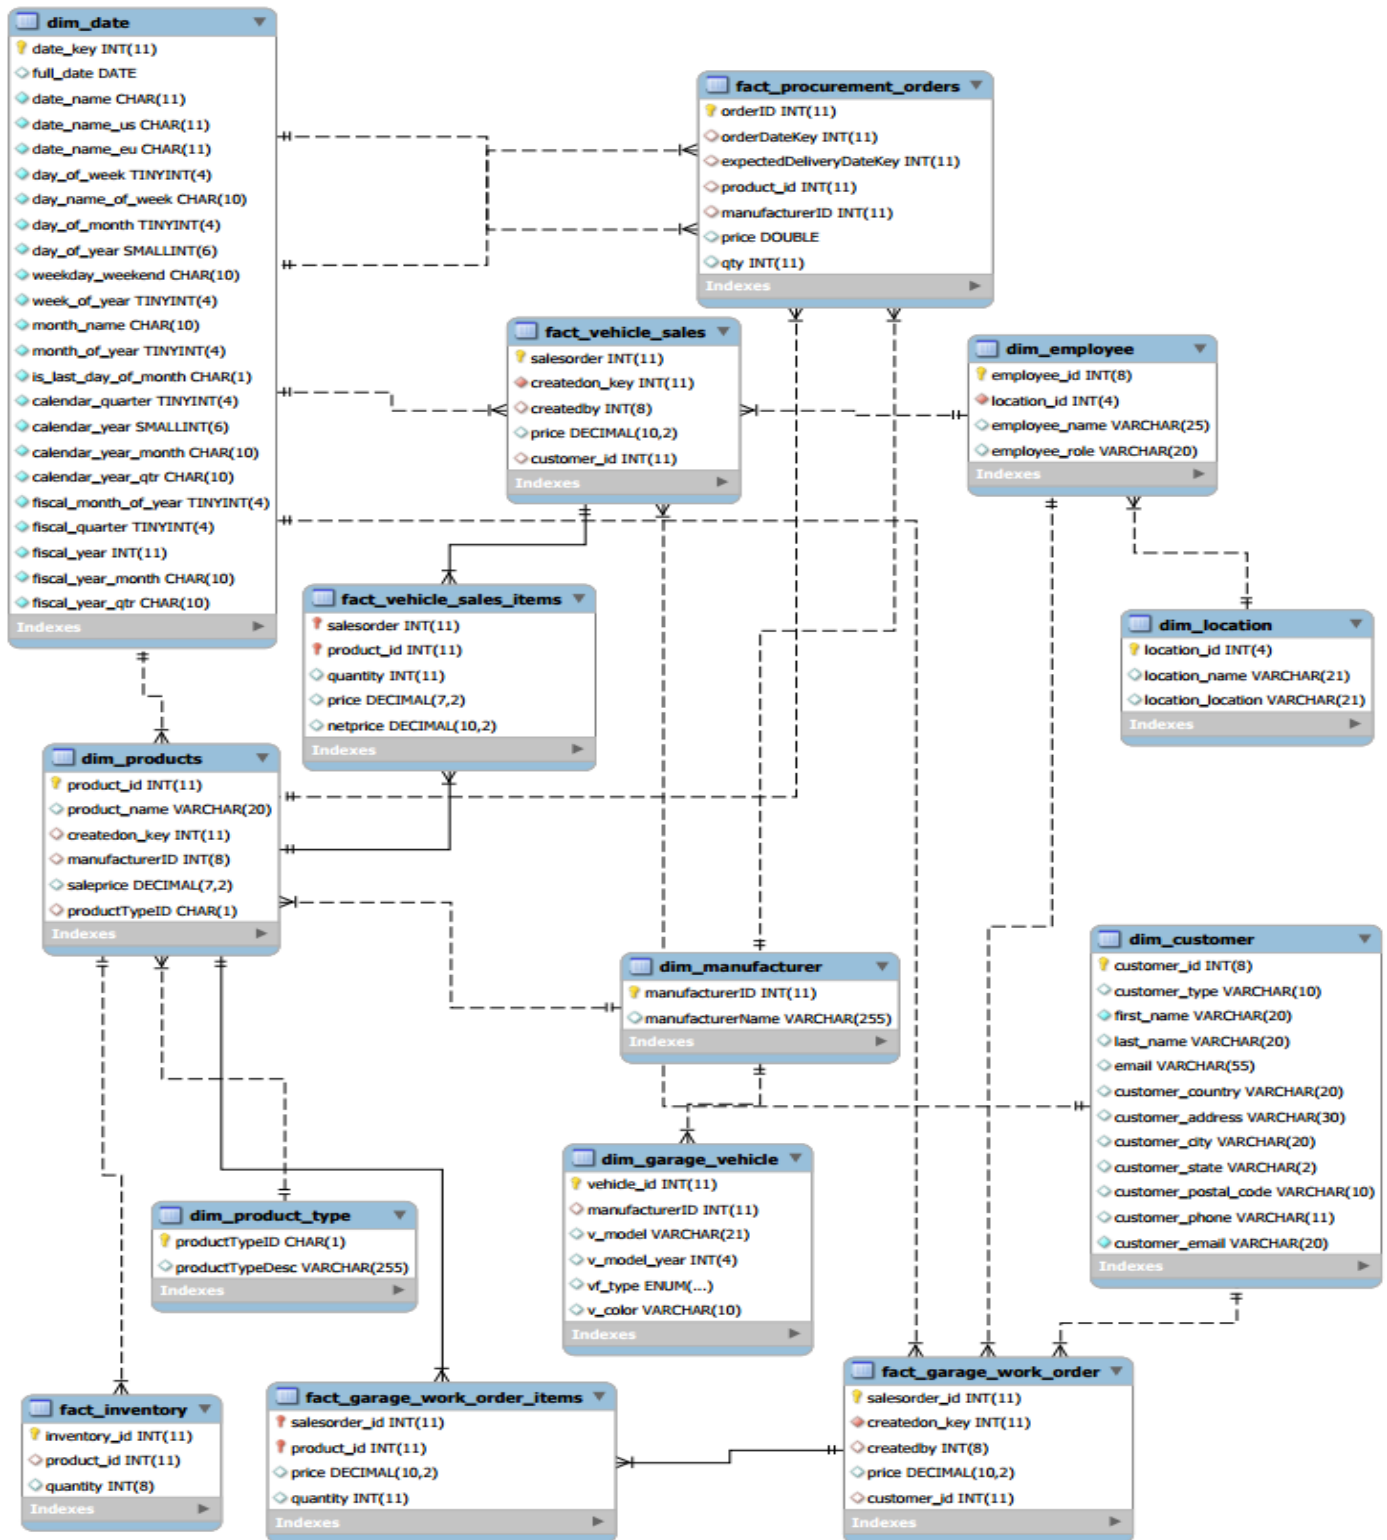 dim_date
date_key INT(11)
full_date DATE
date_name CHAR(11)
date_name_us CHAR(11)
date_name_eu CHAR(11)
day_of_week TINYINT(4)
day_name_of_week CHAR(10)
day_of_month TINYINT(4)
day_of_year SMALLINT(6)
weekday_weekend CHAR(10)
week_of_year TINYINT(4)
month_name CHAR(10)
month_of_year TINYINT(4)
is_last_day_of_month CHAR(1)
calendar_quarter TINYINT(4)
calendar_year SMALLINT(6)
calendar_year_month CHAR(10)
calendar_year_qtr CHAR(10)
fiscal_month_of_year TINYINT(4)
fiscal_quarter TINYINT(4)
fiscal_year INT(11)
fiscal_year_month CHAR(10)
fiscal_year_qtr CHAR(10)
Indexes
fact_procurement_orders
orderID INT(11)
orderDateKey INT(11)
expectedDeliveryDateKey INT(11)
product_id INT(11)
manufacturerID INT(11)
price DOUBLE
qty INT(11)
Indexes
fact_vehicle_sales
salesorder INT(11)
createdon_key INT(11)
createdby INT(8)
price DECIMAL(10,2)
customer_id INT(11)
Indexes
dim_employee
employee_id INT(8)
location_id INT(4)
employee_name VARCHAR(25)
employee_role VARCHAR(20)
Indexes
fact_vehicle_sales_items
salesorder INT(11)
product_id INT(11)
quantity INT(11)
price DECIMAL(7,2)
netprice DECIMAL(10,2)
Indexes
dim_location
location_id INT(4)
location_name VARCHAR(21)
location_location VARCHAR(21)
Indexes
dim_products
product_id INT(11)
product_name VARCHAR(20)
createdon_key INT(11)
manufacturerID INT(8)
saleprice DECIMAL(7,2)
productTypeID CHAR(1)
Indexes
dim_manufacturer
manufacturerID INT(11)
manufacturerName VARCHAR(255)
Indexes
dim_customer
customer_id INT(8)
customer_type VARCHAR(10)
first_name VARCHAR(20)
last_name VARCHAR(20)
email VARCHAR(55)
customer_country VARCHAR(20)
customer_address VARCHAR(30)
customer_city VARCHAR(20)
customer_state VARCHAR(2)
customer_postal_code VARCHAR(10)
customer_phone VARCHAR(11)
customer_email VARCHAR(20)
Indexes
dim_garage_vehicle
vehicle_id INT(11)
manufacturerID INT(11)
v_model VARCHAR(21)
v_model_year INT(4)
vf_type ENUM(...)
v_color VARCHAR(10)
Indexes
dim_product_type
productTypeID CHAR(1)
productTypeDesc VARCHAR(255)
Indexes
fact_inventory
inventory_id INT(11)
product_id INT(11)
quantity INT(8)
Indexes
fact_garage_work_order_items
salesorder_id INT(11)
product_id INT(11)
price DECIMAL(10,2)
quantity INT(11)
Indexes
fact_garage_work_order
salesorder_id INT(11)
createdon_key INT(11)
createdby INT(8)
price DECIMAL(10,2)
customer_id INT(11)
Indexes